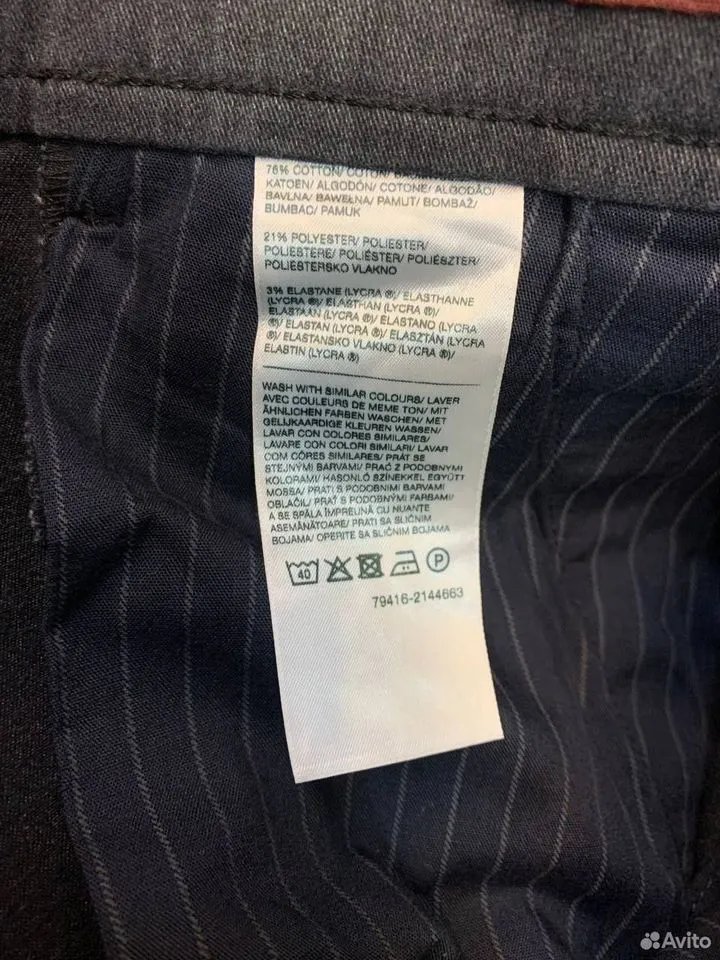 76% COTTON/ COTON/
KATOEN/ ALGODÓN/ COTONE/ ALGODÃO/
BAVLNA/ BAWEŁNA/ PAMUT/ BOMBAŽ/
BUMBAC/ PAMUK
21% POLYESTER/ POLIESTER/
POLIESTERE/ POLIÉSTER/ POLIÉSZTER/
POLIESTERSKO VLAKNO
3% ELASTANE (LYCRA ®)/ ELASTHANNE
(LYCRA ®)/ ELASTHAN (LYCRA ®)/
ELASTAAN (LYCRA ®)/ ELASTANO (LYCRA
®)/ ELASTAN (LYCRA ®)/ ELASZTÁN (LYCRA
®)/ ELASTANSKO VLAKNO (LYCRA ®)/
ELASTIN (LYCRA ®)
WASH WITH SIMILAR COLOURS/ LAVER
AVEC COULEURS DE MEME TON/ MIT
ÄHNLICHEN FARBEN WASCHEN/ MET
GELIJKAARDIGE KLEUREN WASSEN/
LAVAR CON COLORES SIMILARES/
LAVARE CON COLORI SIMILI/ LAVAR
COM CÔRES SIMILARES/ PRÁT SE
STEJNÝMI BARVAMI/ PRAĆ Z PODOBNYMI
KOLORAMI/ HASONLÓ SZÍNEKKEL EGYÜTT
MOSSA/ PRATI S PODOBNIMI BARVAMI
OBLAČIL/ PRAŤ S PODOBNÝMI FARBAMI/
A SE SPĂLA ÎMPREUNĂ CU NUANȚE
ASEMĂNĂTOARE/ PRATI SA SLIČNIM
BOJAMA/ OPERITE SA SLIČNIM BOJAMA
40 P
79416-2144663
Avito